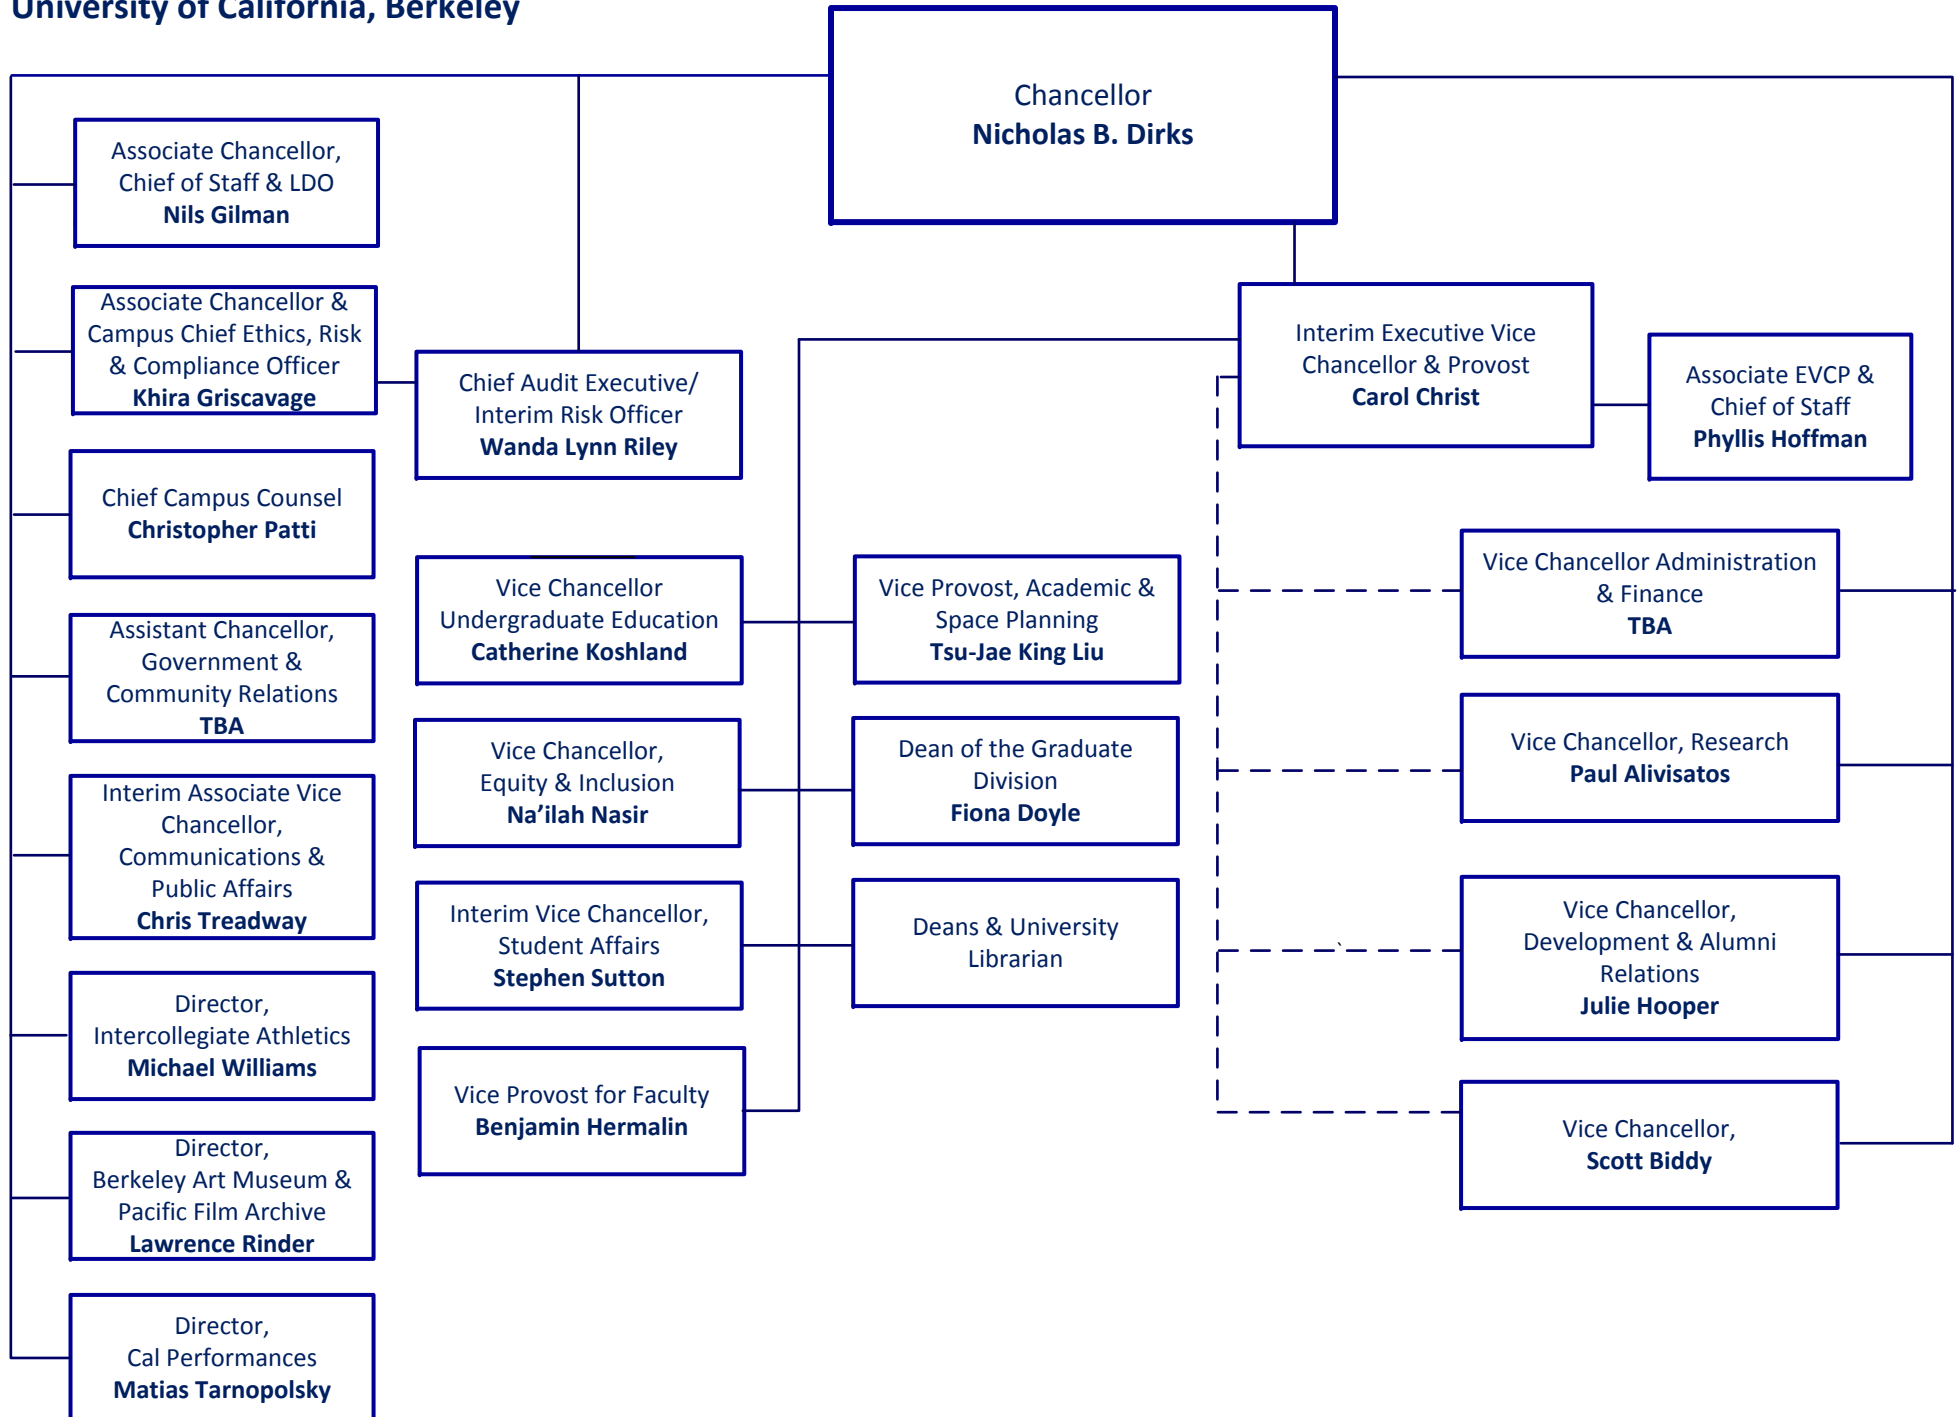 University of California, Berkeley
Chancellor
Nicholas B. Dirks
Associate Chancellor,
Chief of Staff & LDO
Nils Gilman
Associate Chancellor &
Campus Chief Ethics, Risk
& Compliance Officer
Khira Griscavage
Chief Audit Executive/
Interim Risk Officer
Wanda Lynn Riley
Interim Executive Vice
Chancellor & Provost
Carol Christ
Associate EVCP &
Chief of Staff
Phyllis Hoffman
Chief Campus Counsel
Christopher Patti
Assistant Chancellor,
Government &
Community Relations
TBA
Interim Associate Vice
Chancellor,
Communications &
Public Affairs
Chris Treadway
Director,
Intercollegiate Athletics
Michael Williams
Director,
Berkeley Art Museum &
Pacific Film Archive
Lawrence Rinder
Director,
Cal Performances
Matias Tarnopolsky
Vice Chancellor
Undergraduate Education
Catherine Koshland
Vice Chancellor,
Equity & Inclusion
Na’ilah Nasir
Interim Vice Chancellor,
Student Affairs
Stephen Sutton
Vice Provost for Faculty
Benjamin Hermalin
Vice Provost, Academic &
Space Planning
Tsu-Jae King Liu
Dean of the Graduate
Division
Fiona Doyle
Deans & University
Librarian
Vice Chancellor Administration
& Finance
TBA
Vice Chancellor, Research
Paul Alivisatos
Vice Chancellor,
Development & Alumni
Relations
Julie Hooper
`
Vice Chancellor,
Scott Biddy